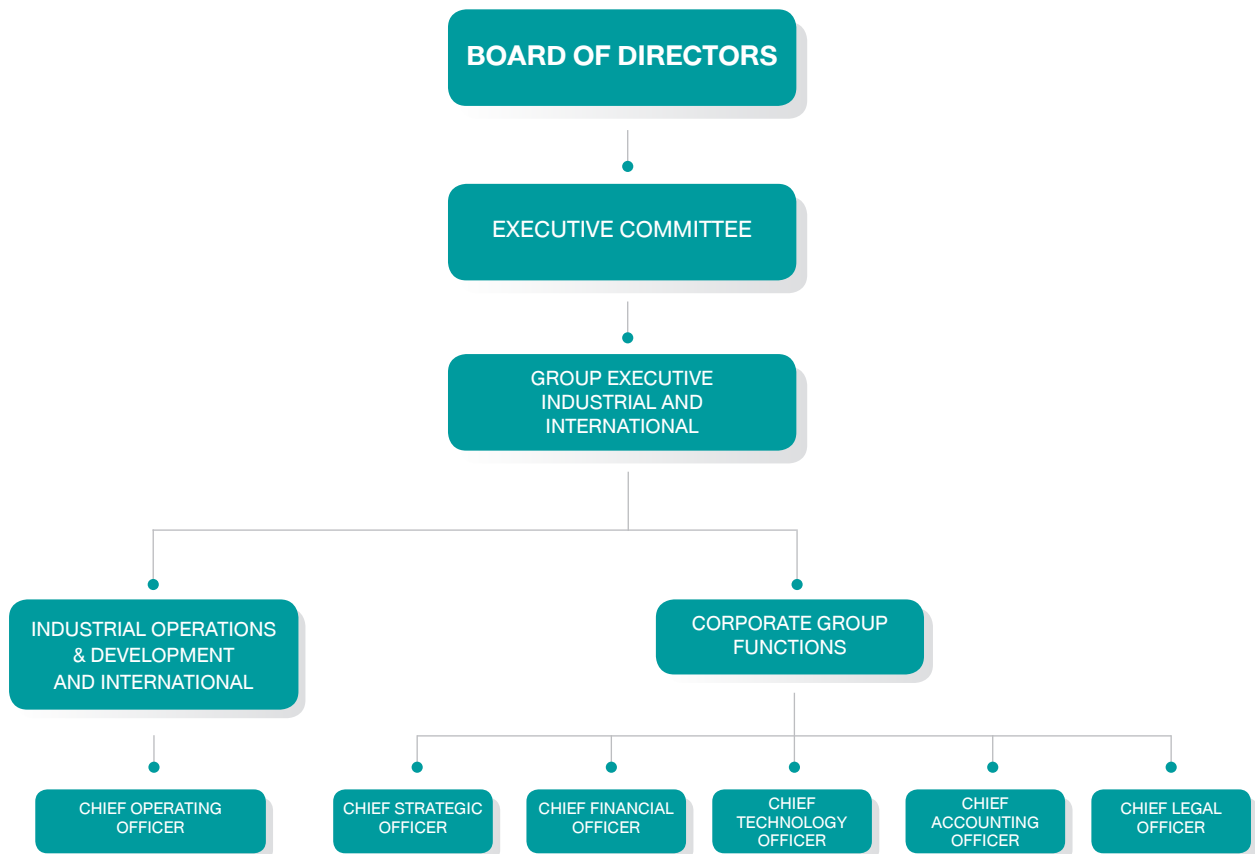 BOARD OF DIRECTORS
EXECUTIVE COMMITTEE
GROUP EXECUTIVE
INDUSTRIAL AND
INTERNATIONAL
INDUSTRIAL OPERATIONS
& DEVELOPMENT
AND INTERNATIONAL
CORPORATE GROUP
FUNCTIONS
CHIEF OPERATING
OFFICER
CHIEF STRATEGIC
OFFICER
CHIEF FINANCIAL
OFFICER
CHIEF
TECHNOLOGY
OFFICER
CHIEF
ACCOUNTING
OFFICER
CHIEF LEGAL
OFFICER